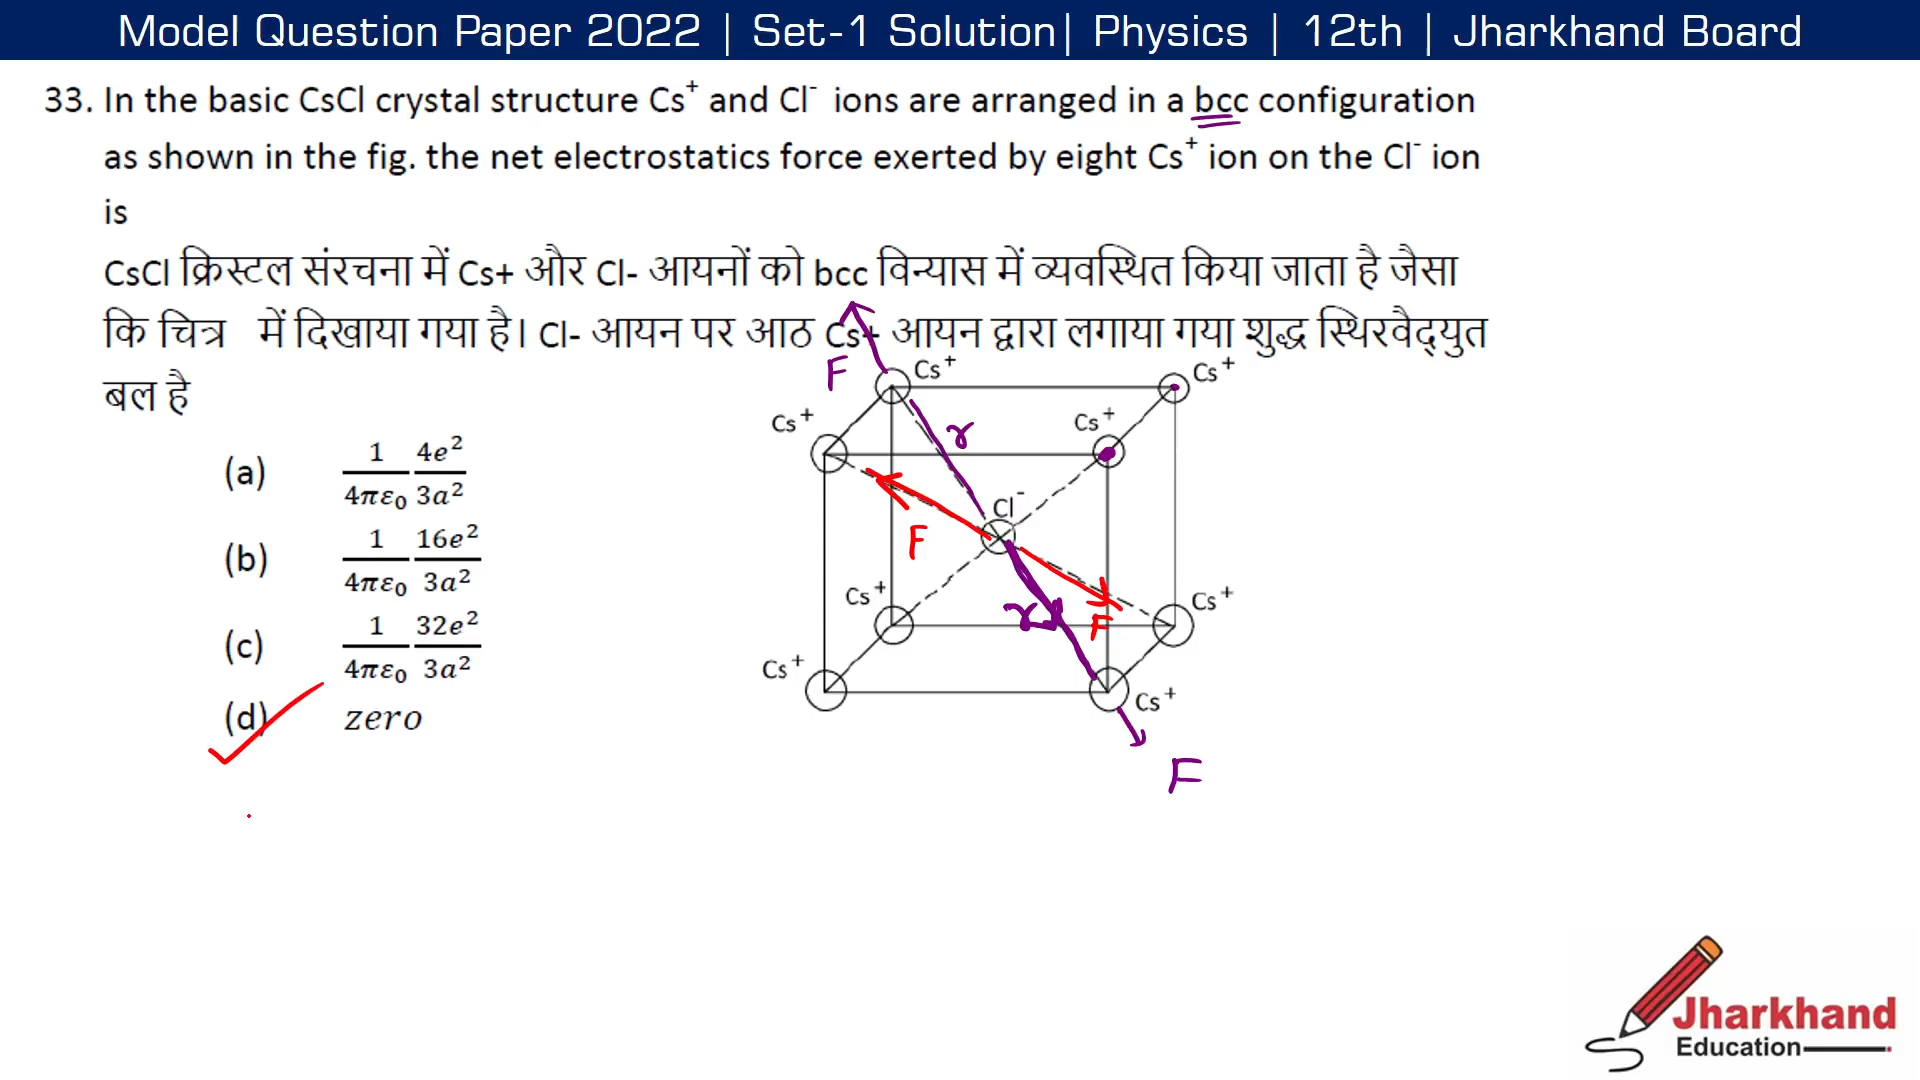 Model Question Paper 2022 | Set-1 Solution| Physics | 12th | Jharkhand Board
33. In the basic CsCl crystal structure Cs⁺ and Cl⁻ ions are arranged in a bcc configuration
as shown in the fig. the net electrostatics force exerted by eight Cs⁺ ion on the Cl⁻ ion
is
CsCl क्रिस्टल संरचना में Cs+ और Cl- आयनों को bcc विन्यास में व्यवस्थित किया जाता है जैसा
कि चित्र में दिखाया गया है। Cl- आयन पर आठ Cs+ आयन द्वारा लगाया गया शुद्ध स्थिरवैद्युत
बल है
(a) 1/4πε₀ 4e²/3a²
(b) 1/4πε₀ 16e²/3a²
(c) 1/4πε₀ 32e²/3a²
(d) zero
F
Cs⁺
Cs⁺
Cs⁺
Cs⁺
r
Cl⁻
F
Cs⁺
Cs⁺
r
F
Cs⁺
Cs⁺
F
Jharkhand
Education